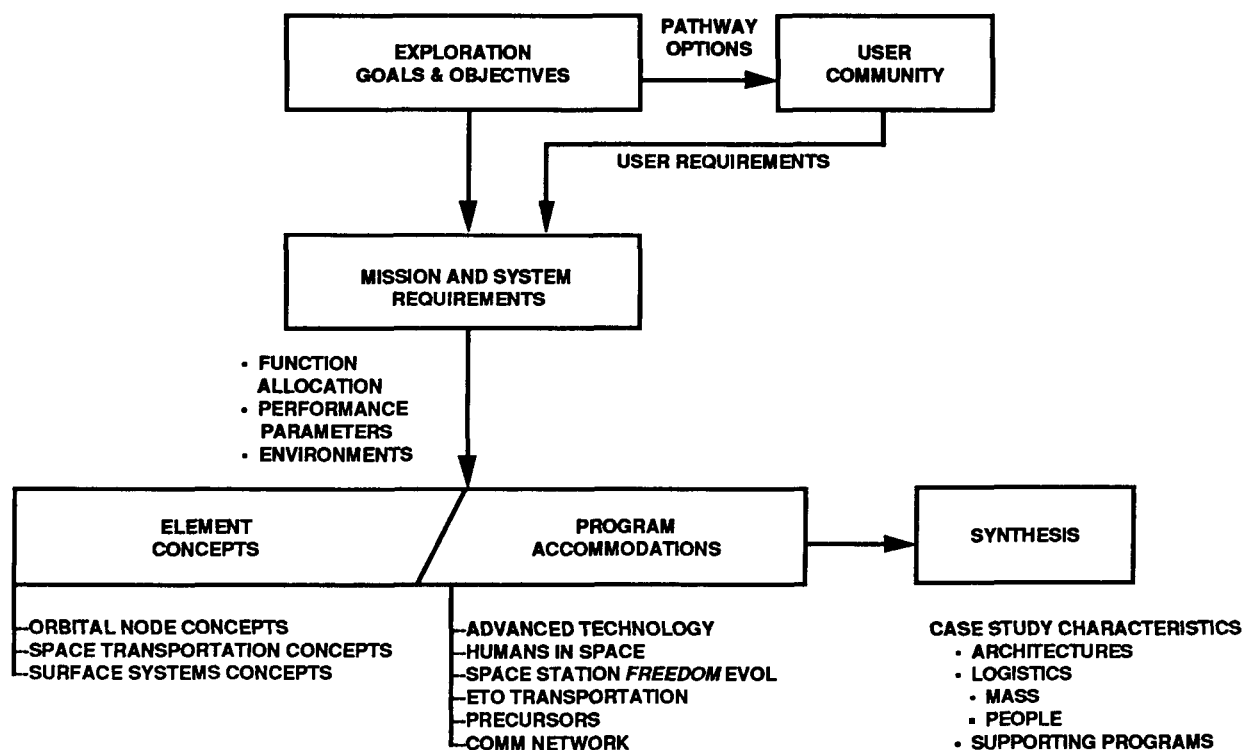 EXPLORATION
GOALS & OBJECTIVES
PATHWAY
OPTIONS
USER
COMMUNITY
USER REQUIREMENTS
MISSION AND SYSTEM
REQUIREMENTS
• FUNCTION
ALLOCATION
• PERFORMANCE
PARAMETERS
• ENVIRONMENTS
ELEMENT
CONCEPTS
PROGRAM
ACCOMMODATIONS
SYNTHESIS
ORBITAL NODE CONCEPTS
SPACE TRANSPORTATION CONCEPTS
SURFACE SYSTEMS CONCEPTS
ADVANCED TECHNOLOGY
HUMANS IN SPACE
SPACE STATION FREEDOM EVOL
ETO TRANSPORTATION
PRECURSORS
COMM NETWORK
CASE STUDY CHARACTERISTICS
• ARCHITECTURES
• LOGISTICS
• MASS
• PEOPLE
• SUPPORTING PROGRAMS